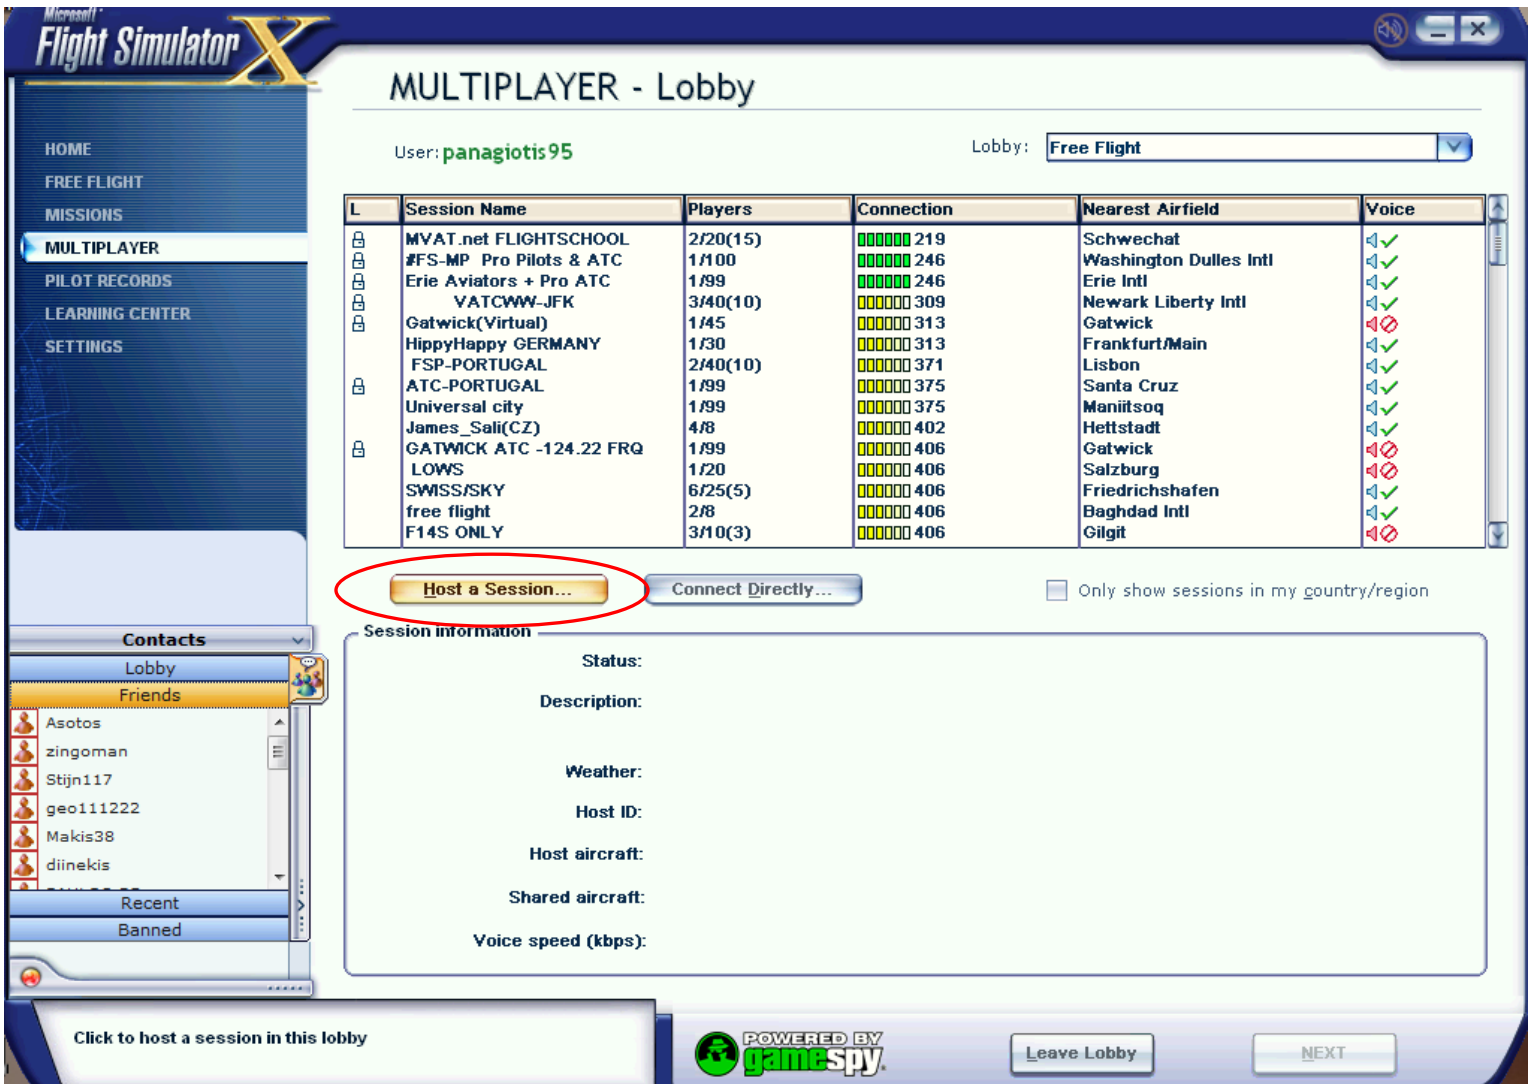 Microsoft
Flight Simulator X
MULTIPLAYER - Lobby
User: panagiotis95
Lobby: Free Flight
HOME
FREE FLIGHT
MISSIONS
MULTIPLAYER
PILOT RECORDS
LEARNING CENTER
SETTINGS
L Session Name Players Connection Nearest Airfield Voice
MVAT.net FLIGHTSCHOOL 2/20(15) 219 Schwechat
#FS-MP Pro Pilots & ATC 1/100 246 Washington Dulles Intl
Erie Aviators + Pro ATC 1/99 246 Erie Intl
VATCWW-JFK 3/40(10) 309 Newark Liberty Intl
Gatwick(Virtual) 1/45 313 Gatwick
HippyHappy GERMANY 1/30 313 Frankfurt/Main
FSP-PORTUGAL 2/40(10) 371 Lisbon
ATC-PORTUGAL 1/99 375 Santa Cruz
Universal city 1/99 375 Maniitsoq
James_Sali(CZ) 4/8 402 Hettstadt
GATWICK ATC -124.22 FRQ 1/99 406 Gatwick
LOWS 1/20 406 Salzburg
SWISS/SKY 6/25(5) 406 Friedrichshafen
free flight 2/8 406 Baghdad Intl
F14S ONLY 3/10(3) 406 Gilgit
Host a Session... Connect Directly... Only show sessions in my country/region
Contacts
Lobby
Friends
Asotos
zingoman
Stijn117
geo111222
Makis38
diinekis
Recent
Banned
Session information
Status:
Description:
Weather:
Host ID:
Host aircraft:
Shared aircraft:
Voice speed (kbps):
Click to host a session in this lobby
POWERED BY
gamespy.
Leave Lobby NEXT